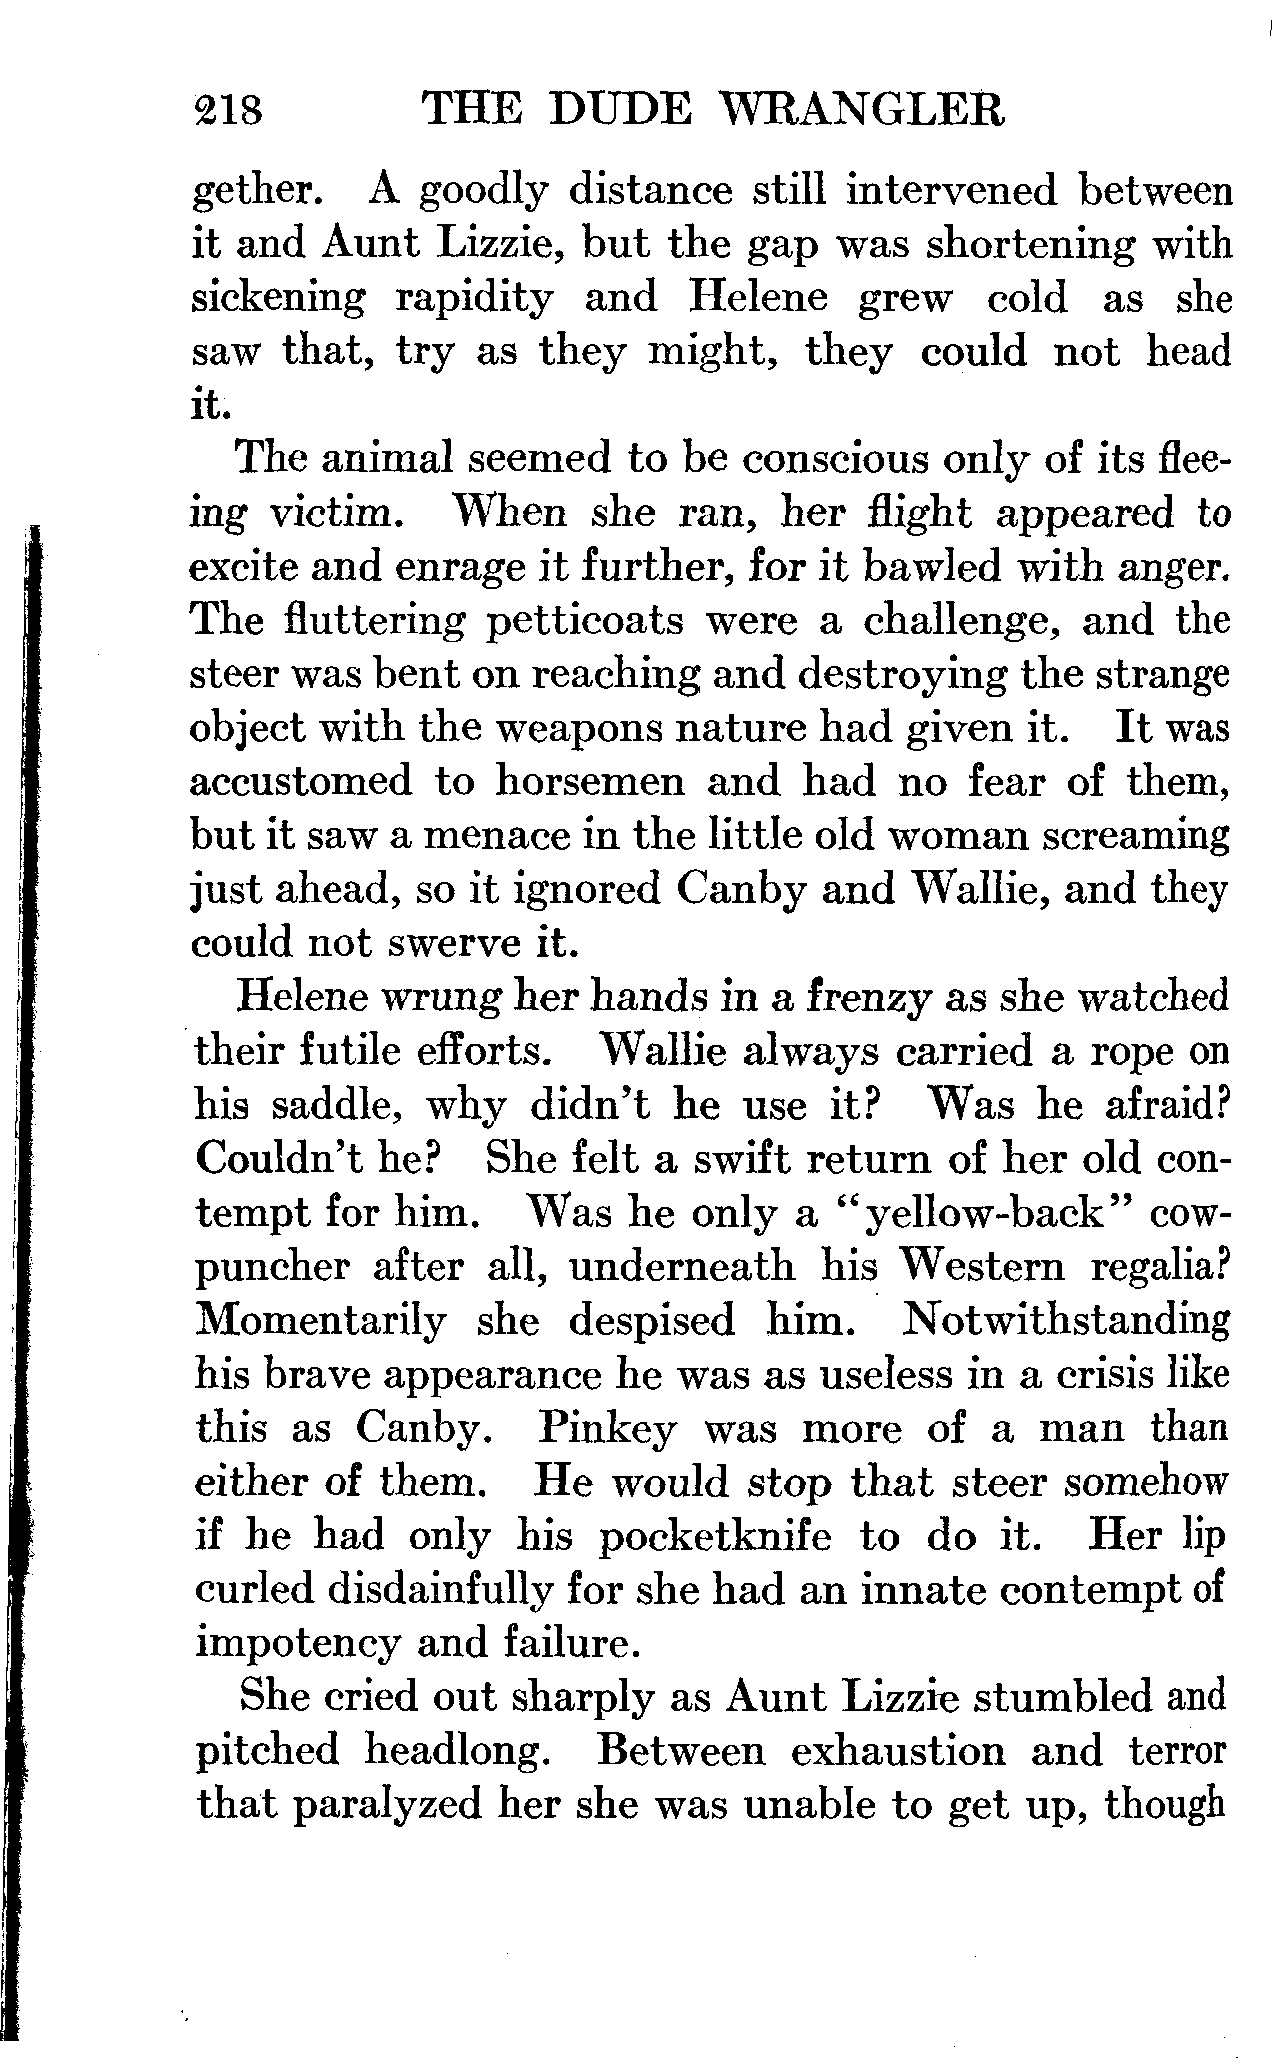 218 THE DUDE WRANGLER
gether. A goodly distance still intervened between
it and Aunt Lizzie, but the gap was shortening with
sickening rapidity and Helene grew cold as she
saw that, try as they might, they could not head
it.
The animal seemed to be conscious only of its flee-
ing victim. When she ran, her flight appeared to
excite and enrage it further, for it bawled with anger.
The fluttering petticoats were a challenge, and the
steer was bent on reaching and destroying the strange
object with the weapons nature had given it. It was
accustomed to horsemen and had no fear of them,
but it saw a menace in the little old woman screaming
just ahead, so it ignored Canby and Wallie, and they
could not swerve it.
Helene wrung her hands in a frenzy as she watched
their futile efforts. Wallie always carried a rope on
his saddle, why didn't he use it? Was he afraid?
Couldn't he? She felt a swift return of her old con-
tempt for him. Was he only a “yellow-back” cow-
puncher after all, underneath his Western regalia?
Momentarily she despised him. Notwithstanding
his brave appearance he was as useless in a crisis like
this as Canby. Pinkey was more of a man than
either of them. He would stop that steer somehow
if he had only his pocketknife to do it. Her lip
curled disdainfully for she had an innate contempt of
impotency and failure.
She cried out sharply as Aunt Lizzie stumbled and
pitched headlong. Between exhaustion and terror
that paralyzed her she was unable to get up, though